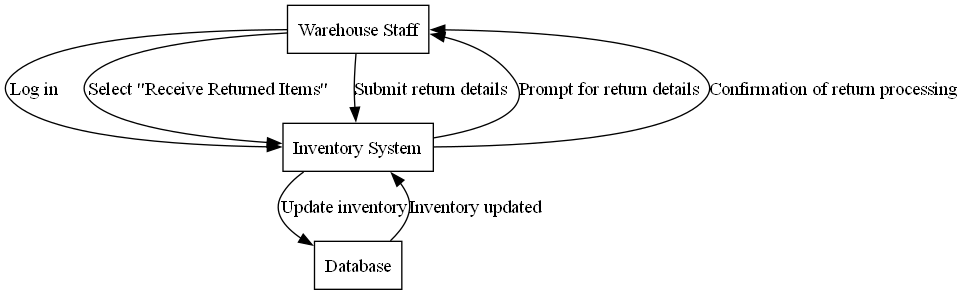 Warehouse Staff
Log in
Select "Receive Returned Items"
Submit return details
Prompt for return details
Confirmation of return processing
Inventory System
Update inventory
Inventory updated
Database